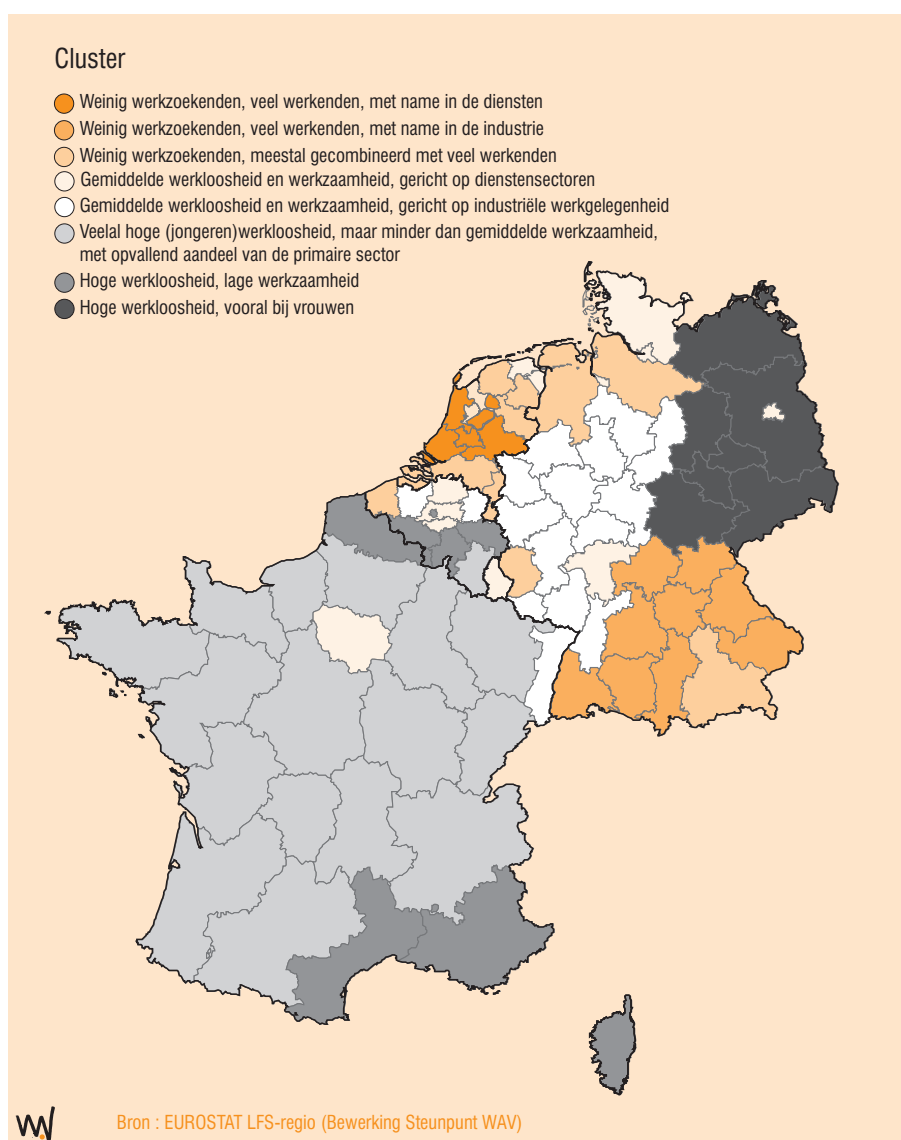 Cluster
Weinig werkzoekenden, veel werkenden, met name in de diensten
Weinig werkzoekenden, veel werkenden, met name in de industrie
Weinig werkzoekenden, meestal gecombineerd met veel werkenden
Gemiddelde werkloosheid en werkzaamheid, gericht op dienstensectoren
Gemiddelde werkloosheid en werkzaamheid, gericht op industriële werkgelegenheid
Veelal hoge (jongeren)werkloosheid, maar minder dan gemiddelde werkzaamheid,
met opvallend aandeel van de primaire sector
Hoge werkloosheid, lage werkzaamheid
Hoge werkloosheid, vooral bij vrouwen
Bron : EUROSTAT LFS-regio (Bewerking Steunpunt WAV)